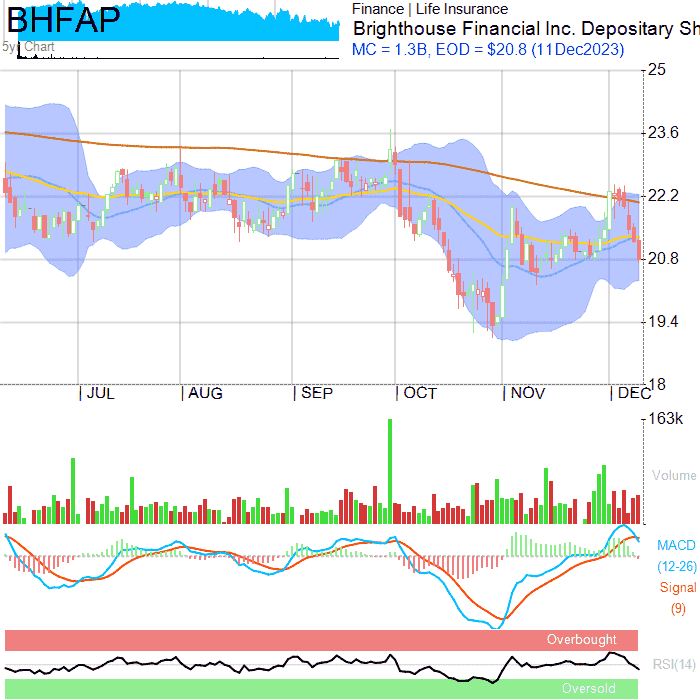 BHFAP
5yr Chart
Finance | Life Insurance
Brighthouse Financial Inc. Depositary Sh
MC = 1.3B, EOD = $20.8 (11Dec2023)
25
23.6
22.2
20.8
19.4
18
JUL AUG SEP OCT NOV DEC
163k
Volume
MACD
(12-26)
Signal
(9)
Overbought
RSI(14)
Oversold